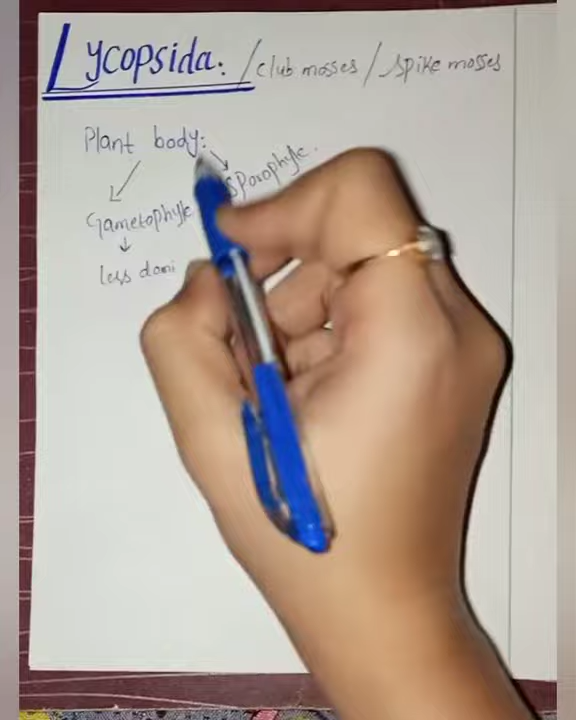 Lycopsida: / club mosses / spike mosses
Plant body:
Gametophyte Sporophyte.
less domi